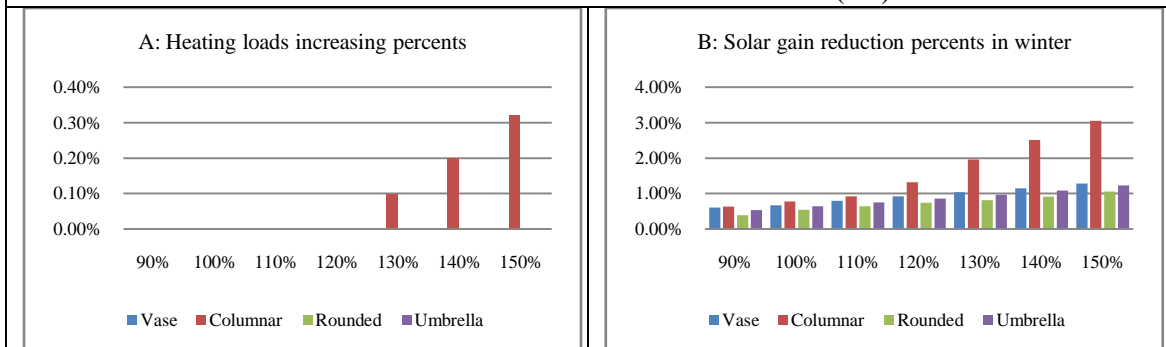 A: Heating loads increasing percents
0.40%
0.30%
0.20%
0.10%
0.00%
90% 100% 110% 120% 130% 140% 150%
Vase Columnar Rounded Umbrella
B: Solar gain reduction percents in winter
4.00%
3.00%
2.00%
1.00%
0.00%
90% 100% 110% 120% 130% 140% 150%
Vase Columnar Rounded Umbrella